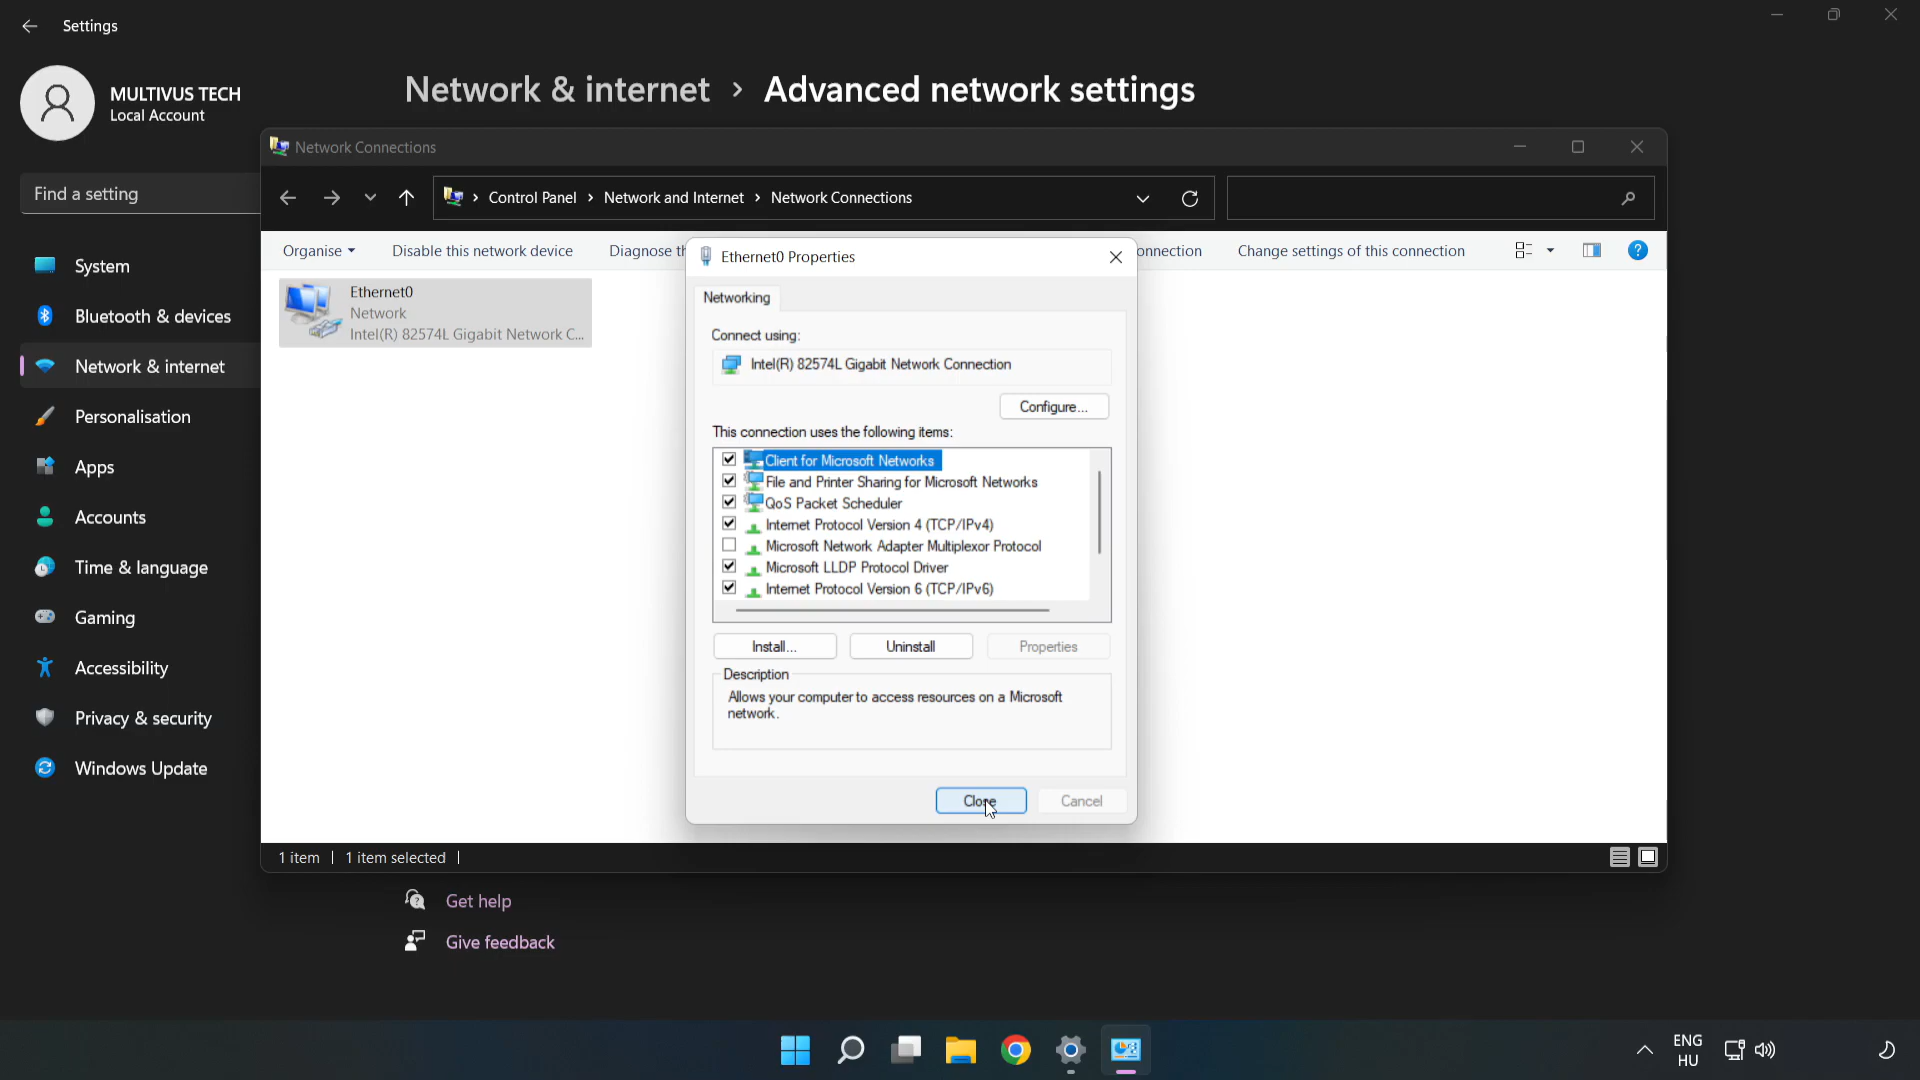 Settings
MULTIVUS TECH
Local Account
Network & internet > Advanced network settings
Find a setting
System
Bluetooth & devices
Network & internet
Personalisation
Apps
Accounts
Time & language
Gaming
Accessibility
Privacy & security
Windows Update
Network Connections
Control Panel > Network and Internet > Network Connections
Organise
Disable this network device
Diagnose th
onnection
Change settings of this connection
Ethernet0
Network
Intel(R) 82574L Gigabit Network C...
Ethernet0 Properties
Networking
Connect using:
Intel(R) 82574L Gigabit Network Connection
Configure...
This connection uses the following items:
Client for Microsoft Networks
File and Printer Sharing for Microsoft Networks
QoS Packet Scheduler
Internet Protocol Version 4 (TCP/IPv4)
Microsoft Network Adapter Multiplexor Protocol
Microsoft LLDP Protocol Driver
Internet Protocol Version 6 (TCP/IPv6)
Install...
Uninstall
Properties
Description
Allows your computer to access resources on a Microsoft
network.
Close
Cancel
1 item
1 item selected
Get help
Give feedback
ENG
HU